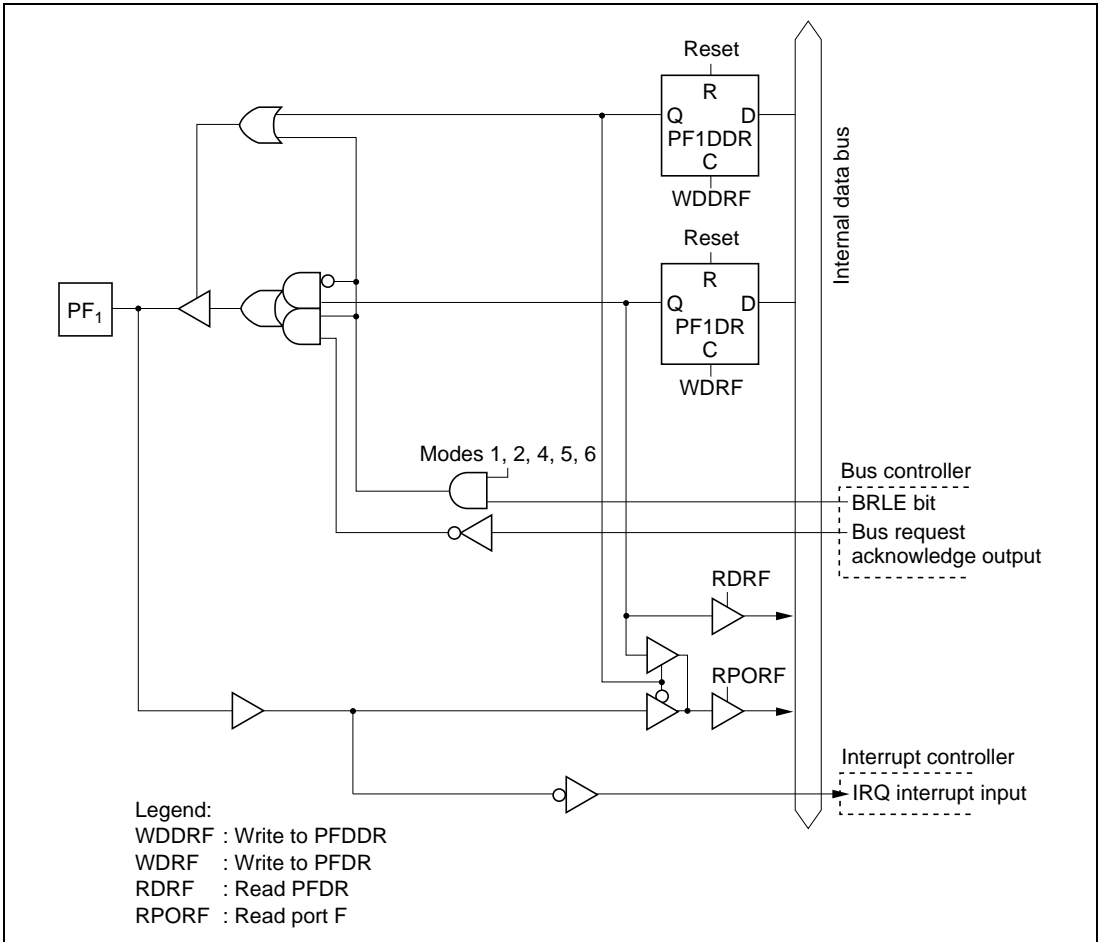 Reset
R
Q D
PF1DDR
C
WDDRF
Internal data bus
Reset
R
Q D
PF1DR
C
WDRF
PF1
Modes 1, 2, 4, 5, 6
Bus controller
BRLE bit
Bus request
acknowledge output
RDRF
RPORF
Interrupt controller
IRQ interrupt input
Legend:
WDDRF : Write to PFDDR
WDRF : Write to PFDR
RDRF : Read PFDR
RPORF : Read port F